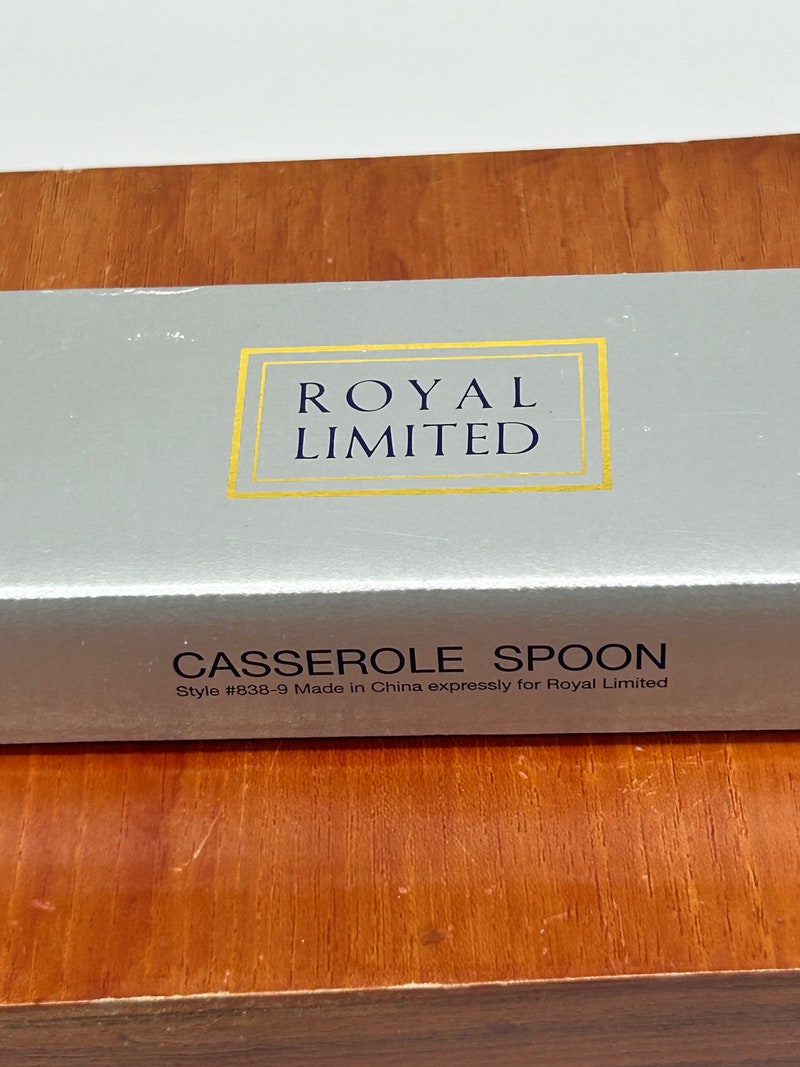 ROYAL
LIMITED
CASSEROLE SPOON
Style #838-9 Made in China expressly for Royal Limited